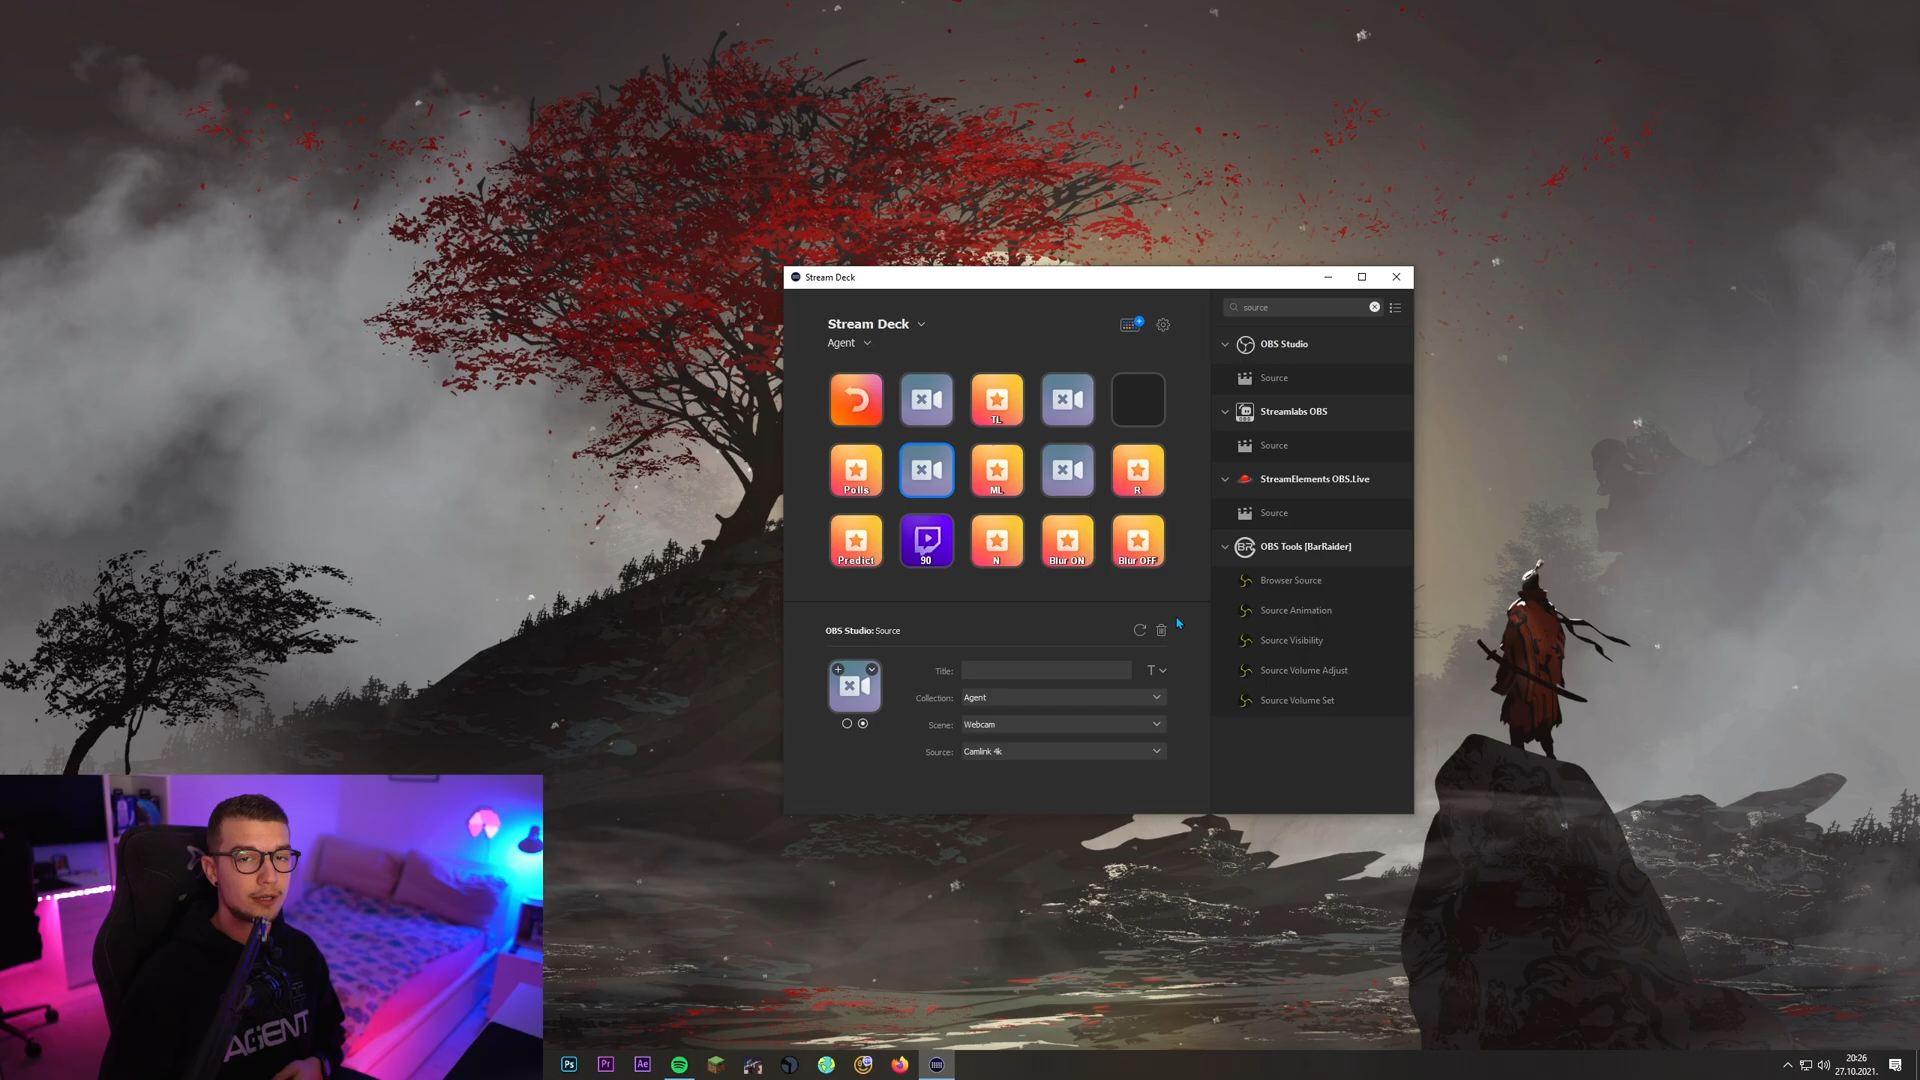 Stream Deck
source
Stream Deck
Agent
OBS Studio
Source
Streamlabs OBS
Source
StreamElements OBS.Live
Source
OBS Tools [BarRaider]
Browser Source
Source Animation
Source Visibility
Source Volume Adjust
Source Volume Set
TL
Polls
ML
R
Predict
90
N
Blur ON
Blur OFF
OBS Studio: Source
Title:
T
Collection: Agent
Scene: Webcam
Source: Camlink 4k
AGENT
Ps
Pr
Ae
20:26
27.10.2021.